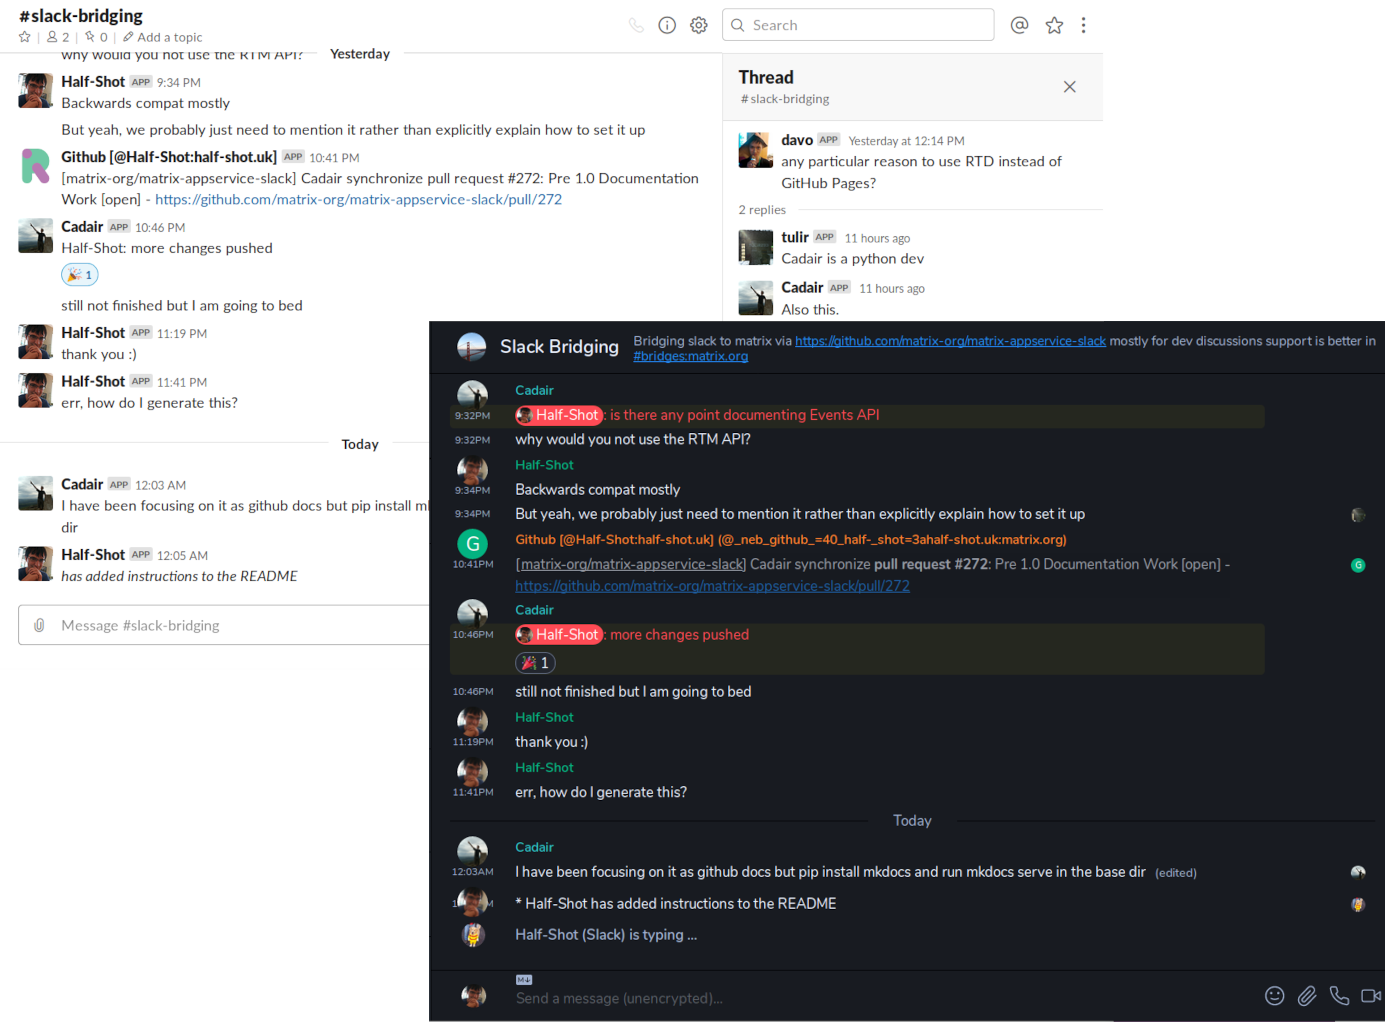 #slack-bridging
2
0
Add a topic
Search
why would you not use the RTM API?
Yesterday
Half-Shot APP 9:34 PM
Backwards compat mostly
But yeah, we probably just need to mention it rather than explicitly explain how to set it up
Github [@Half-Shot:half-shot.uk] APP 10:41 PM
[matrix-org/matrix-appservice-slack] Cadair synchronize pull request #272: Pre 1.0 Documentation
Work [open] - https://github.com/matrix-org/matrix-appservice-slack/pull/272
Cadair APP 10:46 PM
Half-Shot: more changes pushed
1
still not finished but I am going to bed
Half-Shot APP 11:19 PM
thank you :)
Half-Shot APP 11:41 PM
err, how do I generate this?
Today
Cadair APP 12:03 AM
I have been focusing on it as github docs but pip install
dir
Half-Shot APP 12:05 AM
has added instructions to the README
Message #slack-bridging
Thread
#slack-bridging
davo APP Yesterday at 12:14 PM
any particular reason to use RTD instead of
GitHub Pages?
2 replies
tulir APP 11 hours ago
Cadair is a python dev
Cadair APP 11 hours ago
Also this.
Slack Bridging
Bridging slack to matrix via https://github.com/matrix-org/matrix-appservice-slack mostly for dev discussions support is better in
#bridges:matrix.org
Cadair
9:32PM Half-Shot: is there any point documenting Events API
9:32PM why would you not use the RTM API?
Half-Shot
9:34PM Backwards compat mostly
9:34PM But yeah, we probably just need to mention it rather than explicitly explain how to set it up
G
Github [@Half-Shot:half-shot.uk] (@_neb_github_=40_half-_shot=3ahalf-shot.uk:matrix.org)
10:41PM [matrix-org/matrix-appservice-slack] Cadair synchronize pull request #272: Pre 1.0 Documentation Work [open] -
G
https://github.com/matrix-org/matrix-appservice-slack/pull/272
Cadair
10:46PM Half-Shot: more changes pushed
1
10:46PM still not finished but I am going to bed
Half-Shot
11:19PM thank you :)
Half-Shot
11:41PM err, how do I generate this?
Today
Cadair
12:03AM I have been focusing on it as github docs but pip install mkdocs and run mkdocs serve in the base dir (edited)
* Half-Shot has added instructions to the README
Half-Shot (Slack) is typing ...
M↓
Send a message (unencrypted)...